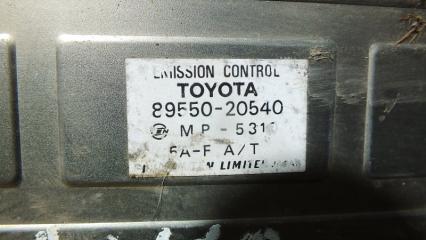 EMISSION CONTROL
TOYOTA
89550-20540
MP-531
5A-F A/T
LIMITED